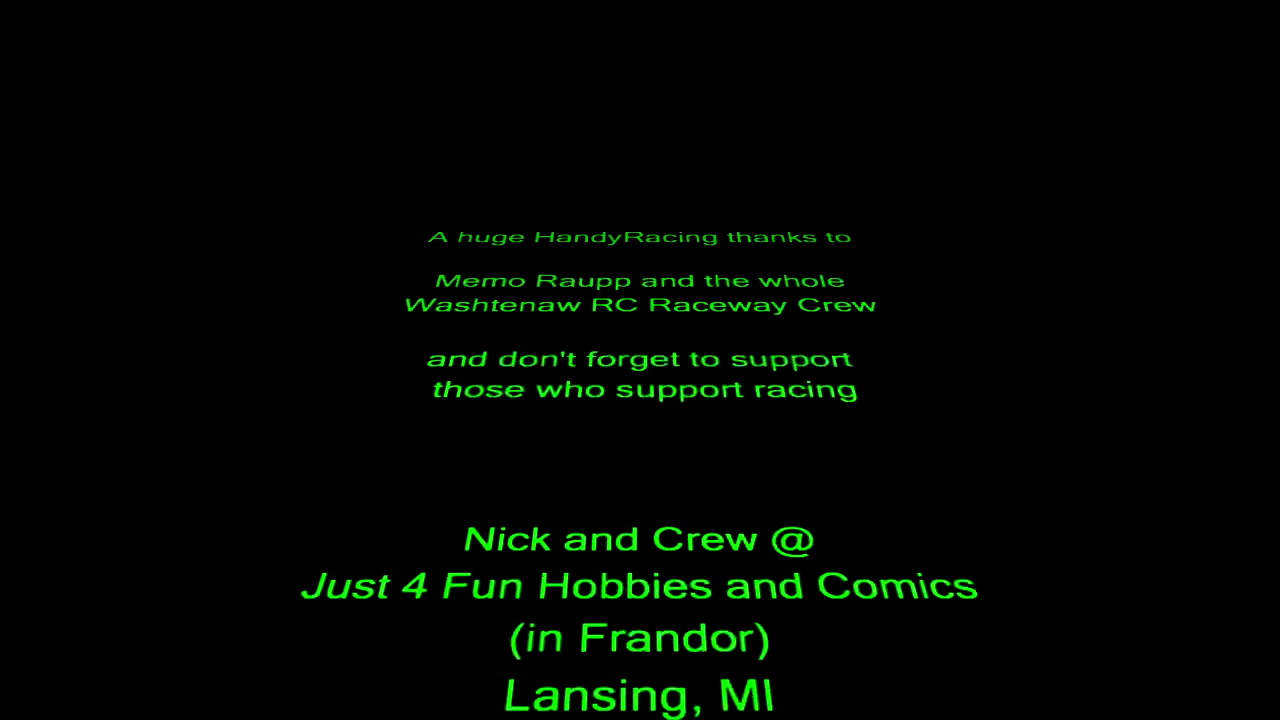 A huge HandyRacing thanks to
Memo Raupp and the whole
Washtenaw RC Raceway Crew
and don't forget to support
those who support racing
Nick and Crew @
Just 4 Fun Hobbies and Comics
(in Frandor)
Lansing, MI